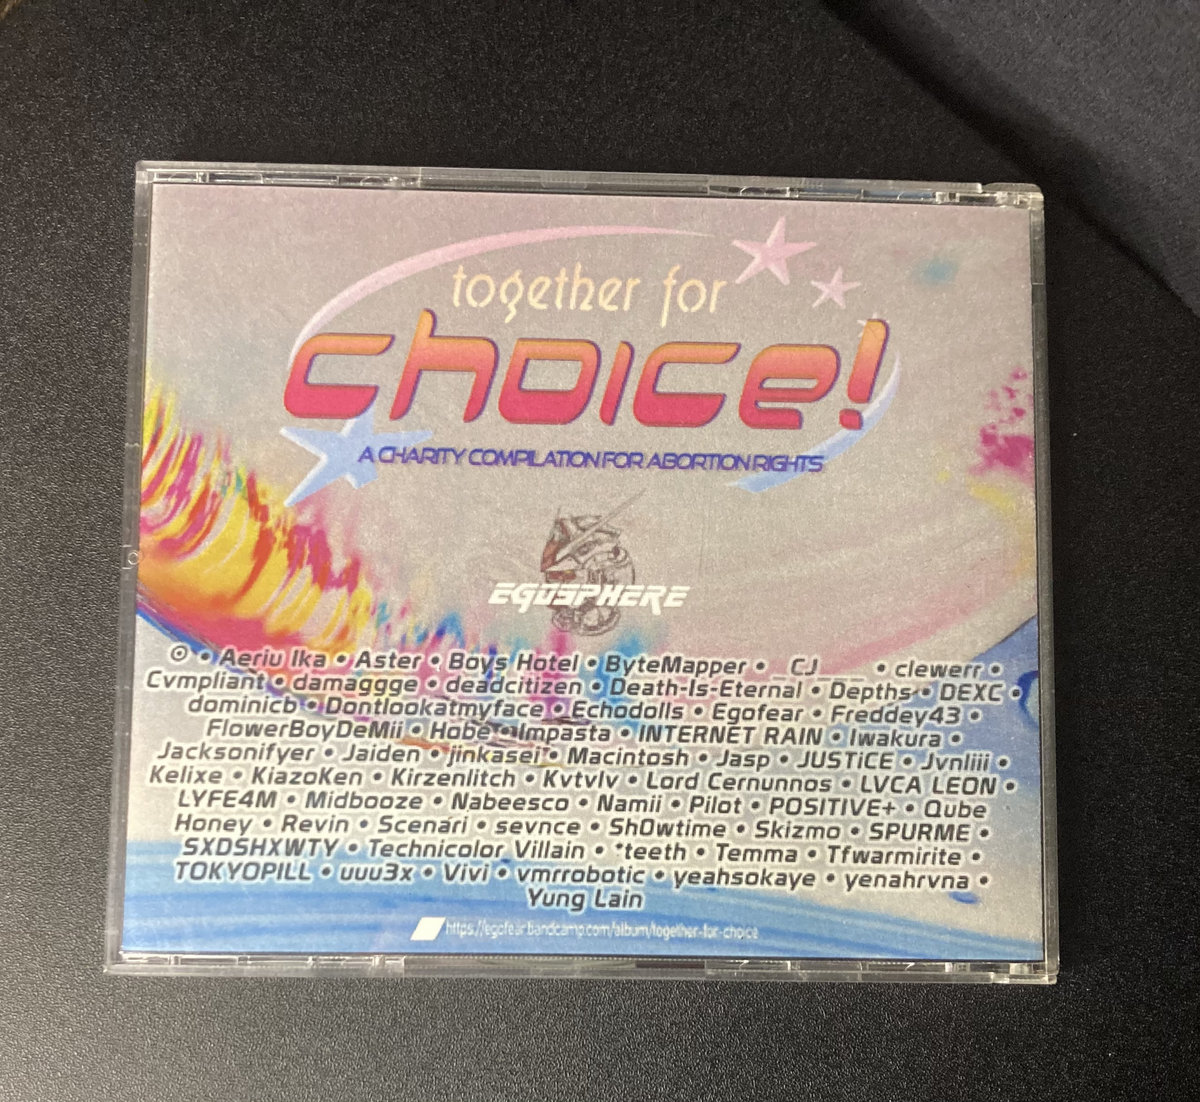 together for
choice!
A CHARITY COMPILATION FOR ABORTION RIGHTS
EGOSPHERE
⊙ • Aeriu Ika • Aster • Boys Hotel • ByteMapper • __CJ___ • clewerr •
Cvmpliant • damaggge • deadcitizen • Death-Is-Eternal • Depths • DEXC •
dominicb • Dontlookatmyface • Echodolls • Egofear • Freddey43 •
FlowerBoyDeMii • Hobe • Impasta • INTERNET RAIN • Iwakura •
Jacksonifyer • Jaiden • jinkasei • Macintosh • Jasp • JUSTiCE • Jvnliii •
Kelixe • KiazoKen • Kirzenlitch • Kvtvlv • Lord Cernunnos • LVCA LEON •
LYFE4M • Midbooze • Nabeesco • Namii • Pilot • POSITIVE+ • Qube
Honey • Revin • Scenari • sevnce • Sh0wtime • Skizmo • SPURME •
SXDSHXWTY • Technicolor Villain • *teeth • Temma • Tfwarmirite •
TOKYOPILL • uuu3x • Vivi • vmrrobotic • yeahsokaye • yenahrvna •
Yung Lain
https://egofear.bandcamp.com/album/together-for-choice